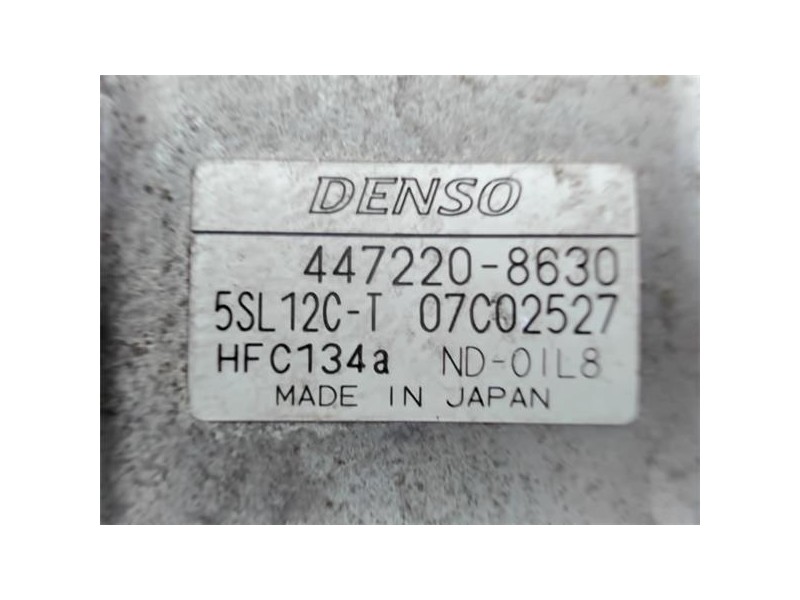 DENSO
447220-8630
5SL12C-T 07C02527
HFC134a ND-OIL8
MADE IN JAPAN